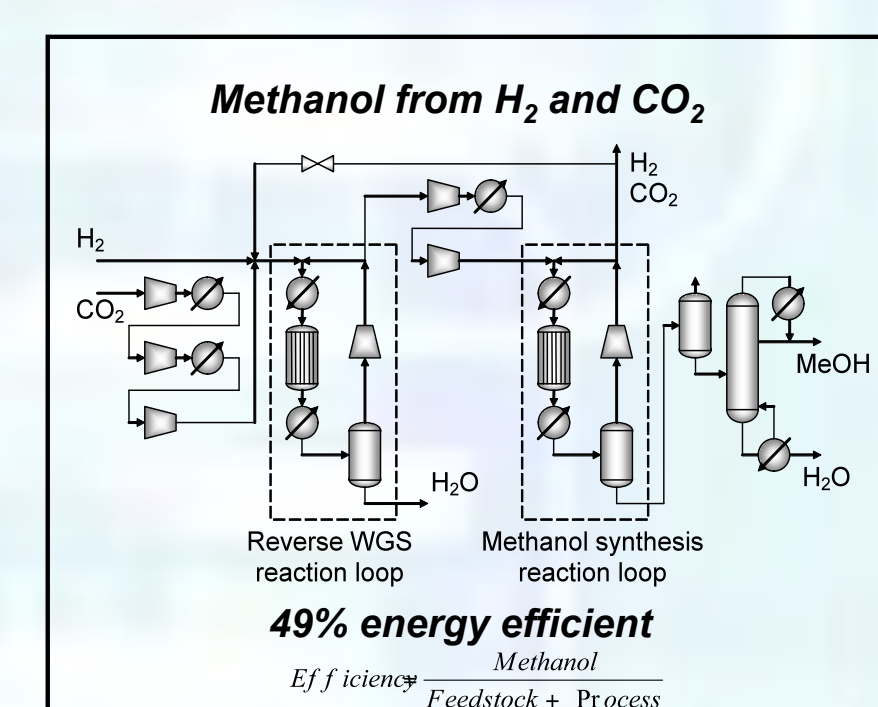 Methanol from H₂ and CO₂
H₂
CO₂
H₂
CO₂
MeOH
H₂O
H₂O
Reverse WGS
reaction loop
Methanol synthesis
reaction loop
49% energy efficient
Efficiency = Methanol
Feedstock + Process